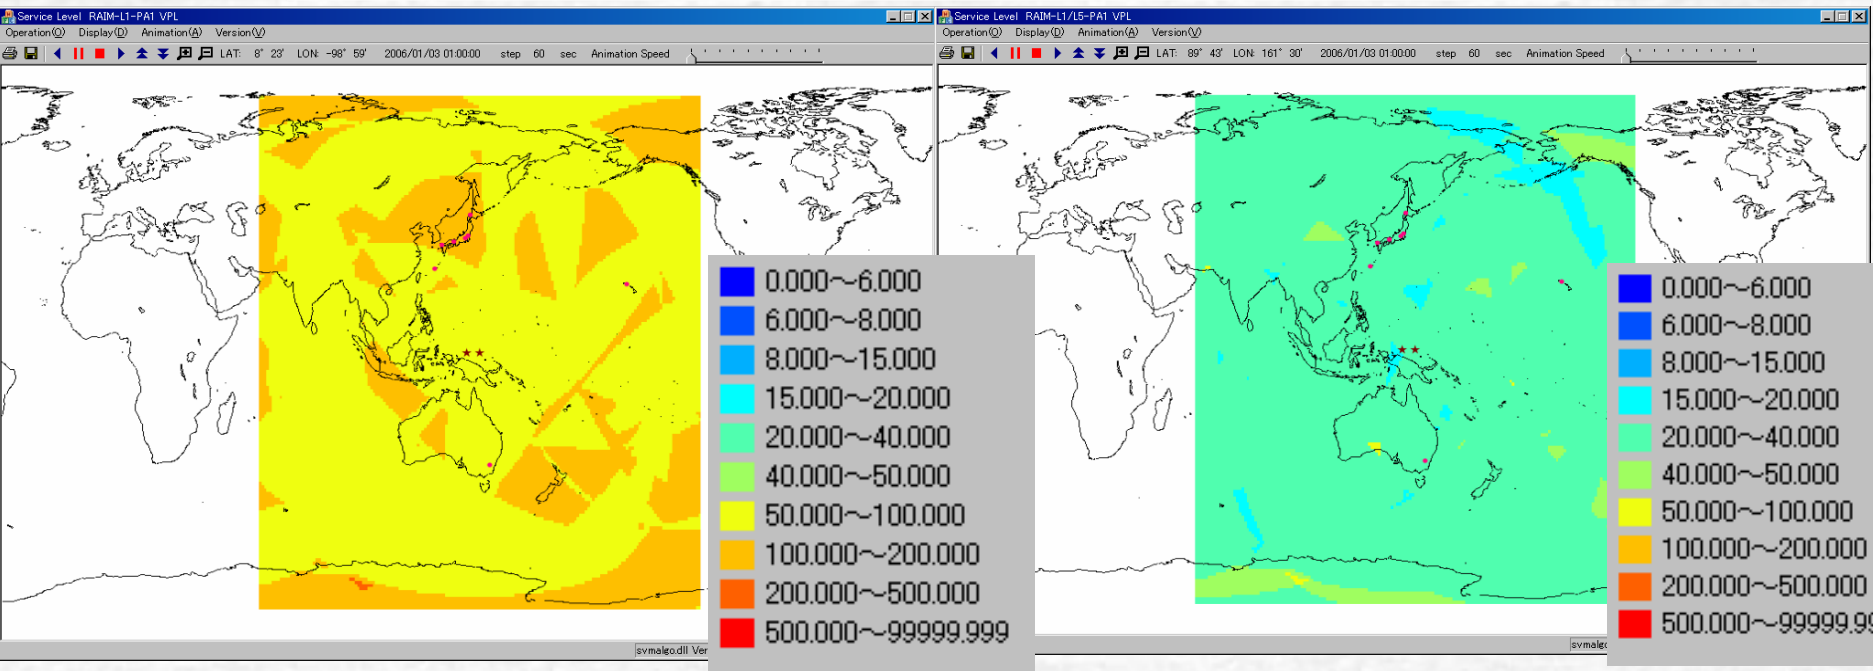 Service Level RAIM-L1-PA1 VPL
Operation(O) Display(D) Animation(A) Version(V)
LAT: 8° 23' LON: -98° 59' 2006/01/03 01:00:00 step 60 sec Animation Speed
0.000～6.000
6.000～8.000
8.000～15.000
15.000～20.000
20.000～40.000
40.000～50.000
50.000～100.000
100.000～200.000
200.000～500.000
500.000～99999.999
svmalgo.dll Ver
Service Level RAIM-L1/L5-PA1 VPL
Operation(O) Display(D) Animation(A) Version(V)
LAT: 89° 43' LON: 161° 30' 2006/01/03 01:00:00 step 60 sec Animation Speed
0.000～6.000
6.000～8.000
8.000～15.000
15.000～20.000
20.000～40.000
40.000～50.000
50.000～100.000
100.000～200.000
200.000～500.000
500.000～99999.99
svmalgo